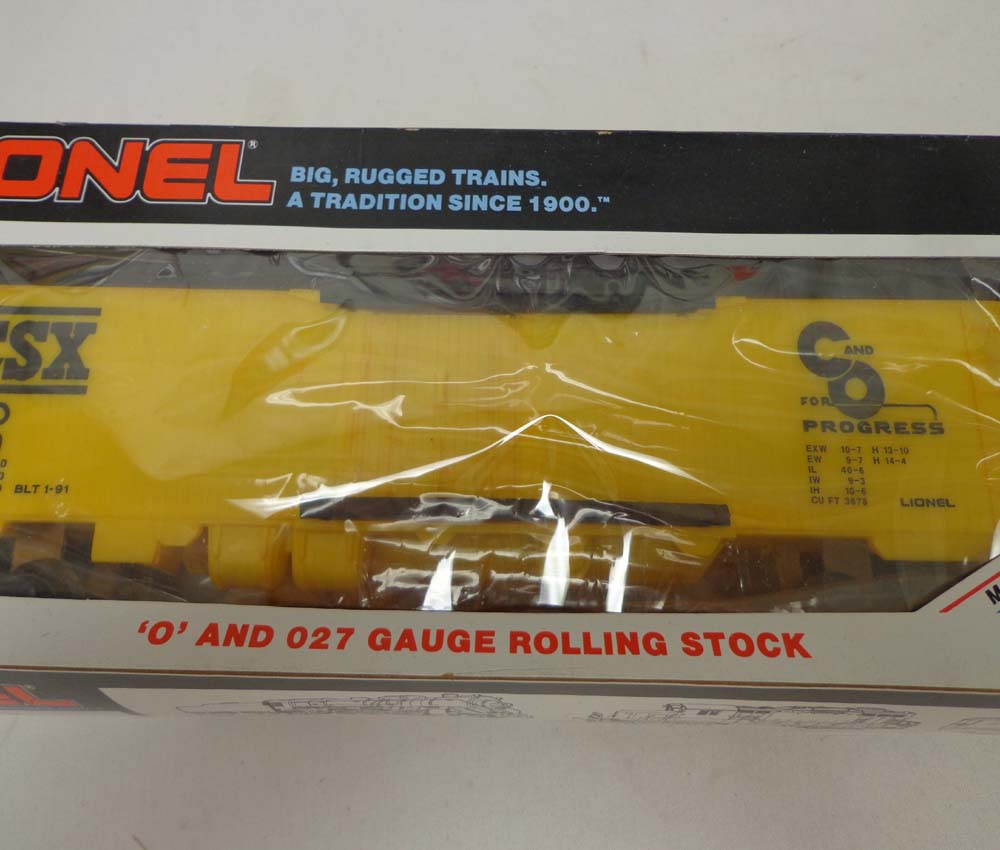 ONEL®
BIG, RUGGED TRAINS.
A TRADITION SINCE 1900.™
CSX
BLT 1-91
C AND O
FOR
PROGRESS
EXW 10-7 H 13-10
EW 9-7 H 14-4
IL 40-6
IW 9-3
IH 10-6
CU FT 3678
LIONEL
'O' AND 027 GAUGE ROLLING STOCK